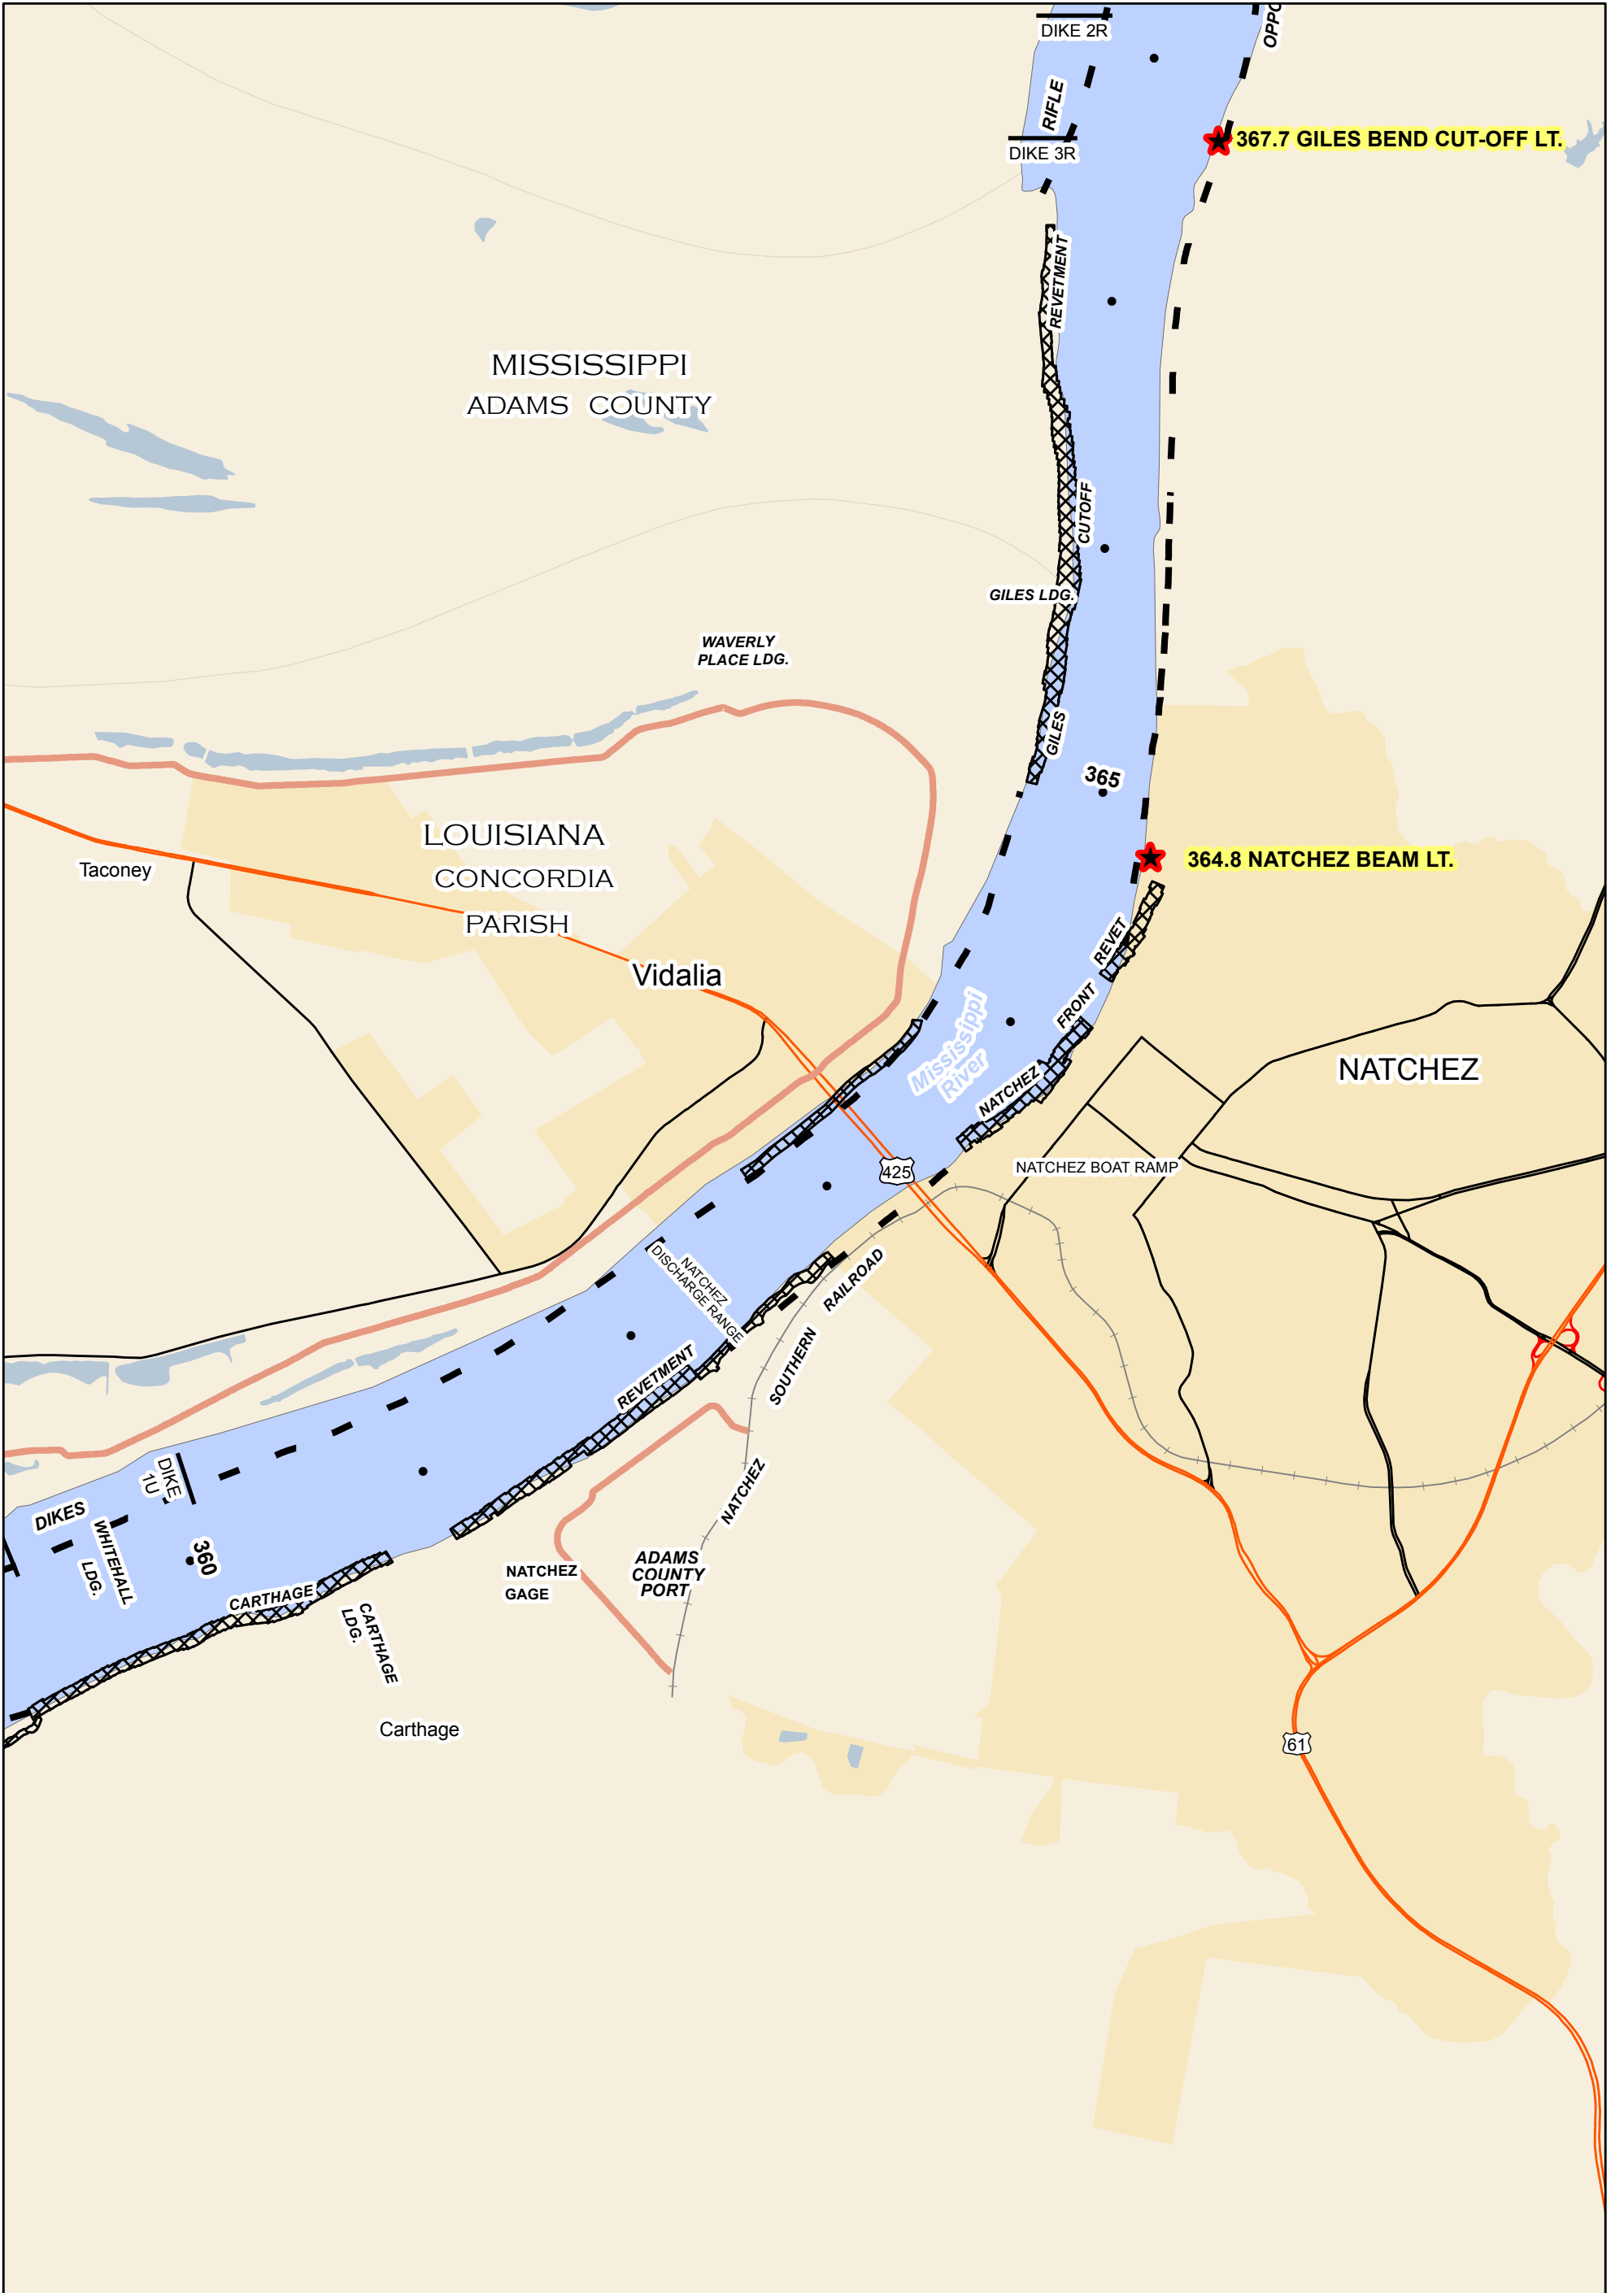 DIKE 2R
OPPO
RIFLE
367.7 GILES BEND CUT-OFF LT.
DIKE 3R
REVETMENT
MISSISSIPPI
ADAMS COUNTY
CUTOFF
GILES LDG.
WAVERLY
PLACE LDG.
GILES
365
LOUISIANA
CONCORDIA
PARISH
Taconey
364.8 NATCHEZ BEAM LT.
Vidalia
REVET
FRONT
NATCHEZ
Mississippi
River
NATCHEZ
425
NATCHEZ BOAT RAMP
NATCHEZ
DISCHARGE RANGE
RAILROAD
SOUTHERN
NATCHEZ
REVETMENT
DIKE
1U
DIKES
WHITEHALL
LDG.
360
NATCHEZ
GAGE
ADAMS
COUNTY
PORT
CARTHAGE
CARTHAGE
LDG.
Carthage
61